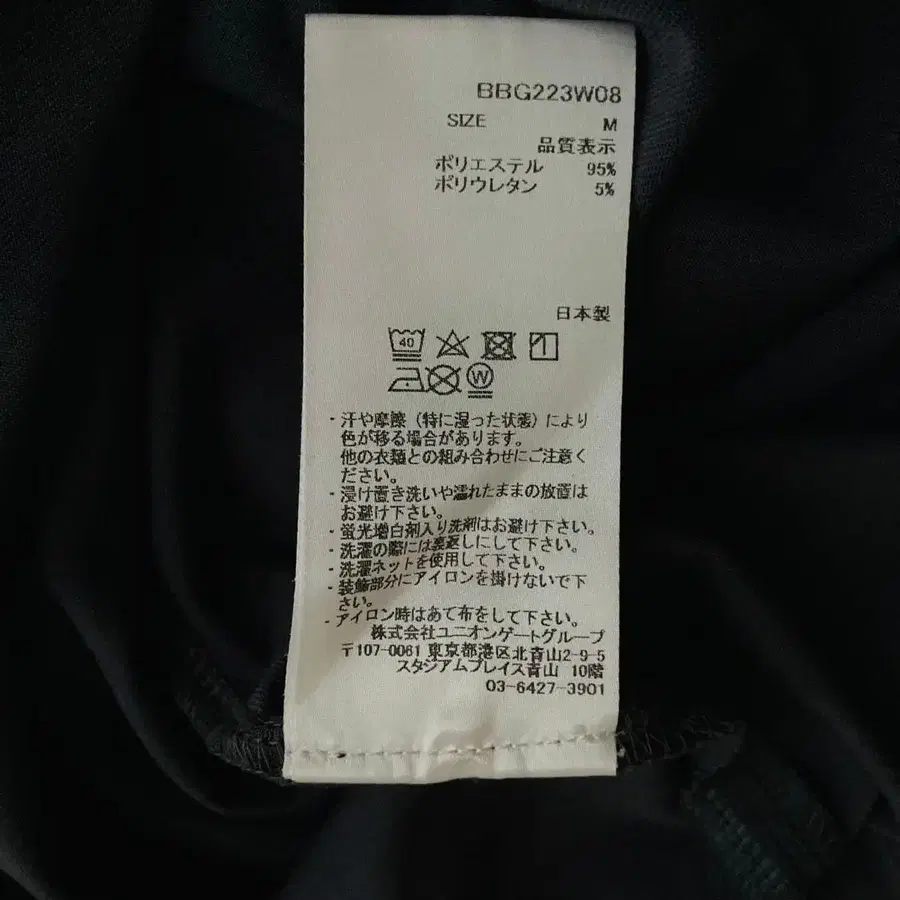 BBG223W08
SIZE M
品質表示
ポリエステル 95%
ポリウレタン 5%
日本製
40
W
・汗や摩擦（特に湿った状態）により
色が移る場合があります。
他の衣類との組み合わせにご注意く
ださい。
・浸け置き洗いや濡れたままの放置は
お避け下さい。
・蛍光増白剤入り洗剤はお避け下さい。
・洗濯の際には裏返しにして下さい。
・洗濯ネットを使用して下さい。
・装飾部分にアイロンを掛けないで下
さい。
・アイロン時はあて布をして下さい。
株式会社ユニオンゲートグループ
〒107-0061 東京都港区北青山2-9-5
スタジアムプレイス青山 10階
03-6427-3901